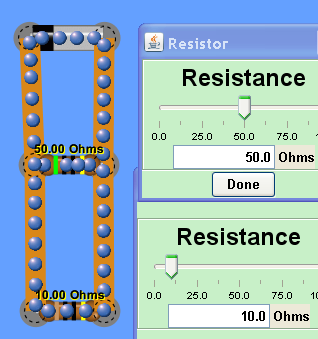 Resistor
Resistance
0.0 25.0 50.0 75.0
50.0 Ohms
Done
50.00 Ohms
Resistance
0.0 25.0 50.0 75.0
10.0 Ohms
10.00 Ohms